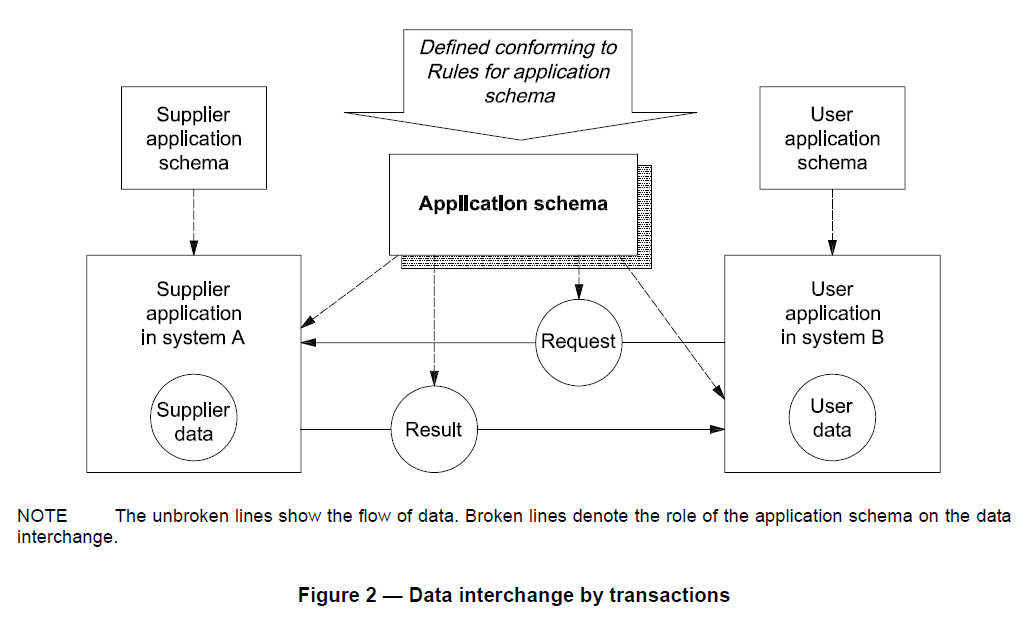 Defined conforming to
Rules for application
schema
Supplier
application
schema
User
application
schema
Application schema
Supplier
application
in system A
User
application
in system B
Request
Supplier
data
Result
User
data
NOTE The unbroken lines show the flow of data. Broken lines denote the role of the application schema on the data
interchange.
Figure 2 — Data interchange by transactions